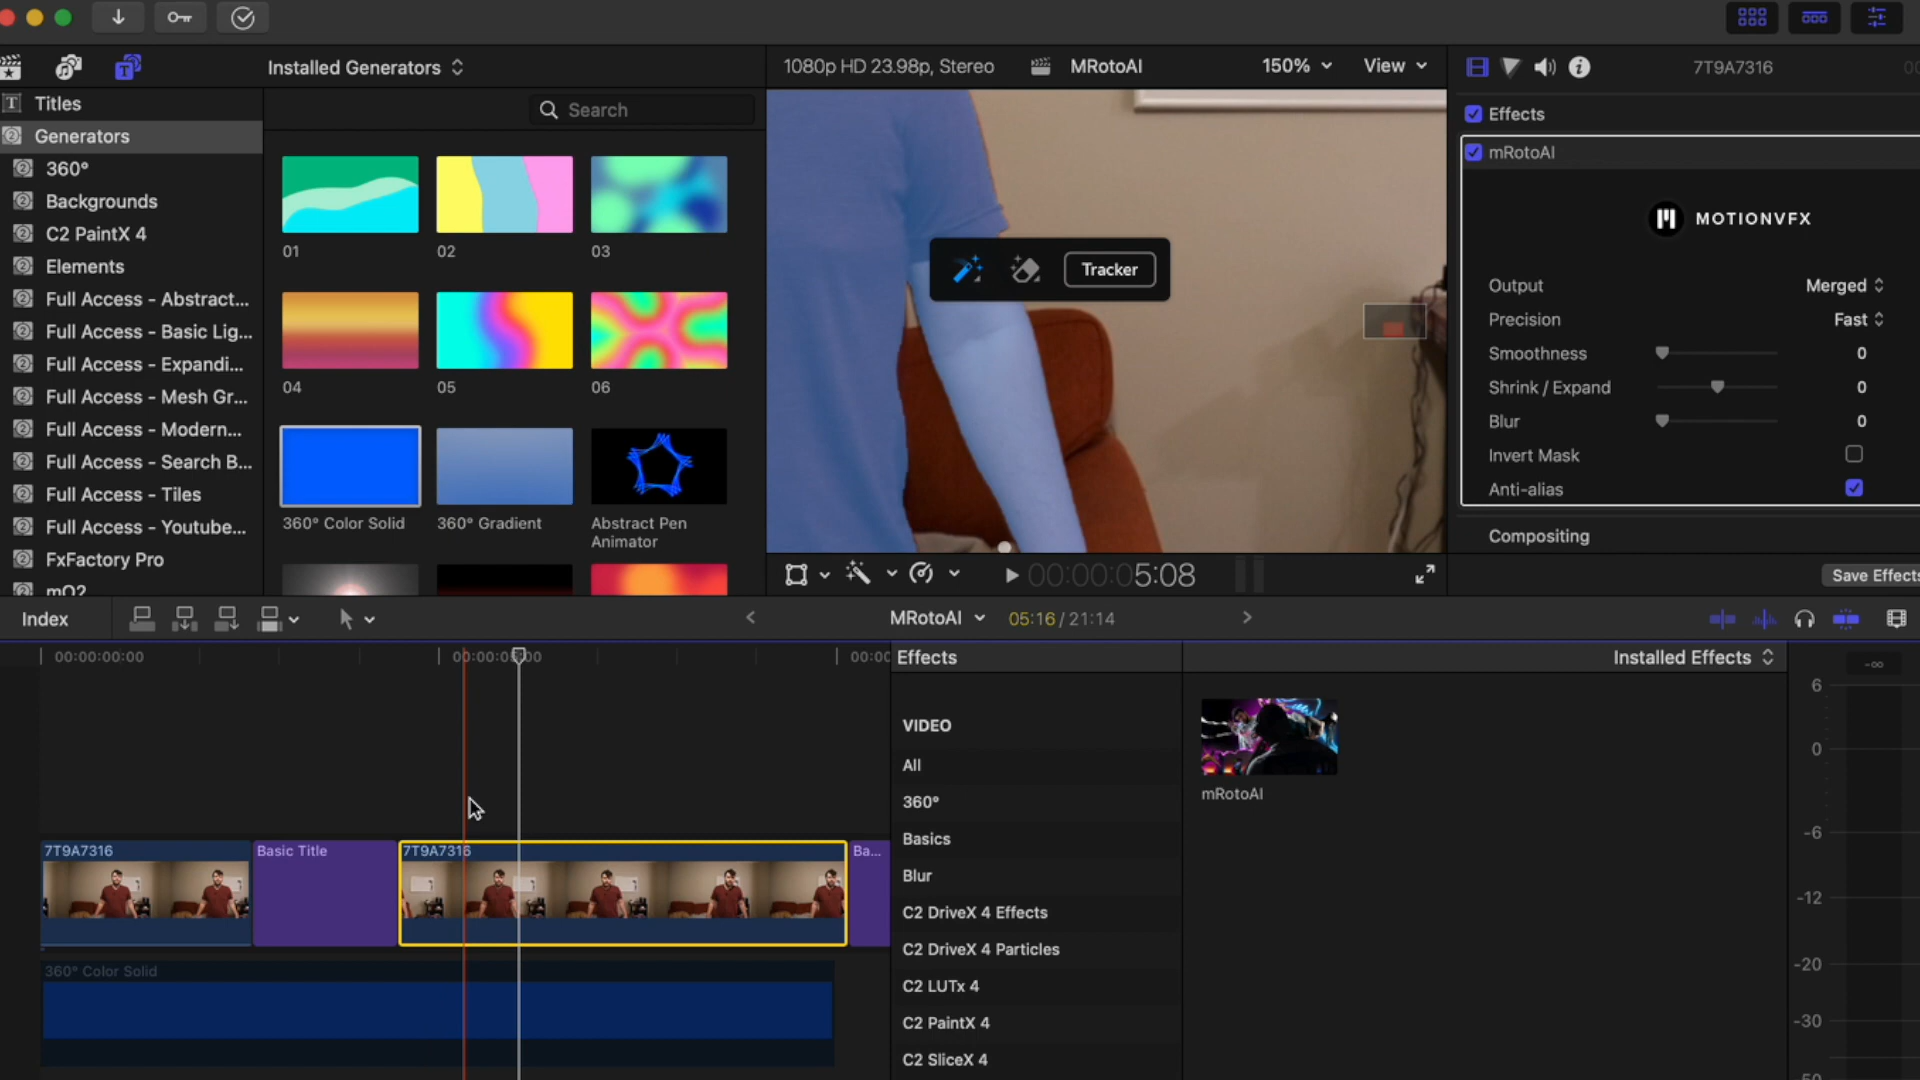 Installed Generators
1080p HD 23.98p, Stereo
MRotoAI
150%
View
7T9A7316
Titles
Generators
360°
Backgrounds
C2 PaintX 4
Elements
Full Access - Abstract...
Full Access - Basic Lig...
Full Access - Expandi...
Full Access - Mesh Gr...
Full Access - Modern...
Full Access - Search B...
Full Access - Tiles
Full Access - Youtube...
FxFactory Pro
mO2
Search
01
02
03
04
05
06
360° Color Solid
360° Gradient
Abstract Pen
Animator
Tracker
00:00:05:08
Effects
mRotoAI
MOTIONVFX
Output
Merged
Precision
Fast
Smoothness
0
Shrink / Expand
0
Blur
0
Invert Mask
Anti-alias
Compositing
Save Effects
Index
MRotoAI
05:16 / 21:14
00:00:00:00
7T9A7316
Basic Title
7T9A7316
Ba...
360° Color Solid
Effects
Installed Effects
VIDEO
All
360°
Basics
Blur
C2 DriveX 4 Effects
C2 DriveX 4 Particles
C2 LUTx 4
C2 PaintX 4
C2 SliceX 4
mRotoAI
-∞
6
0
-6
-12
-20
-30